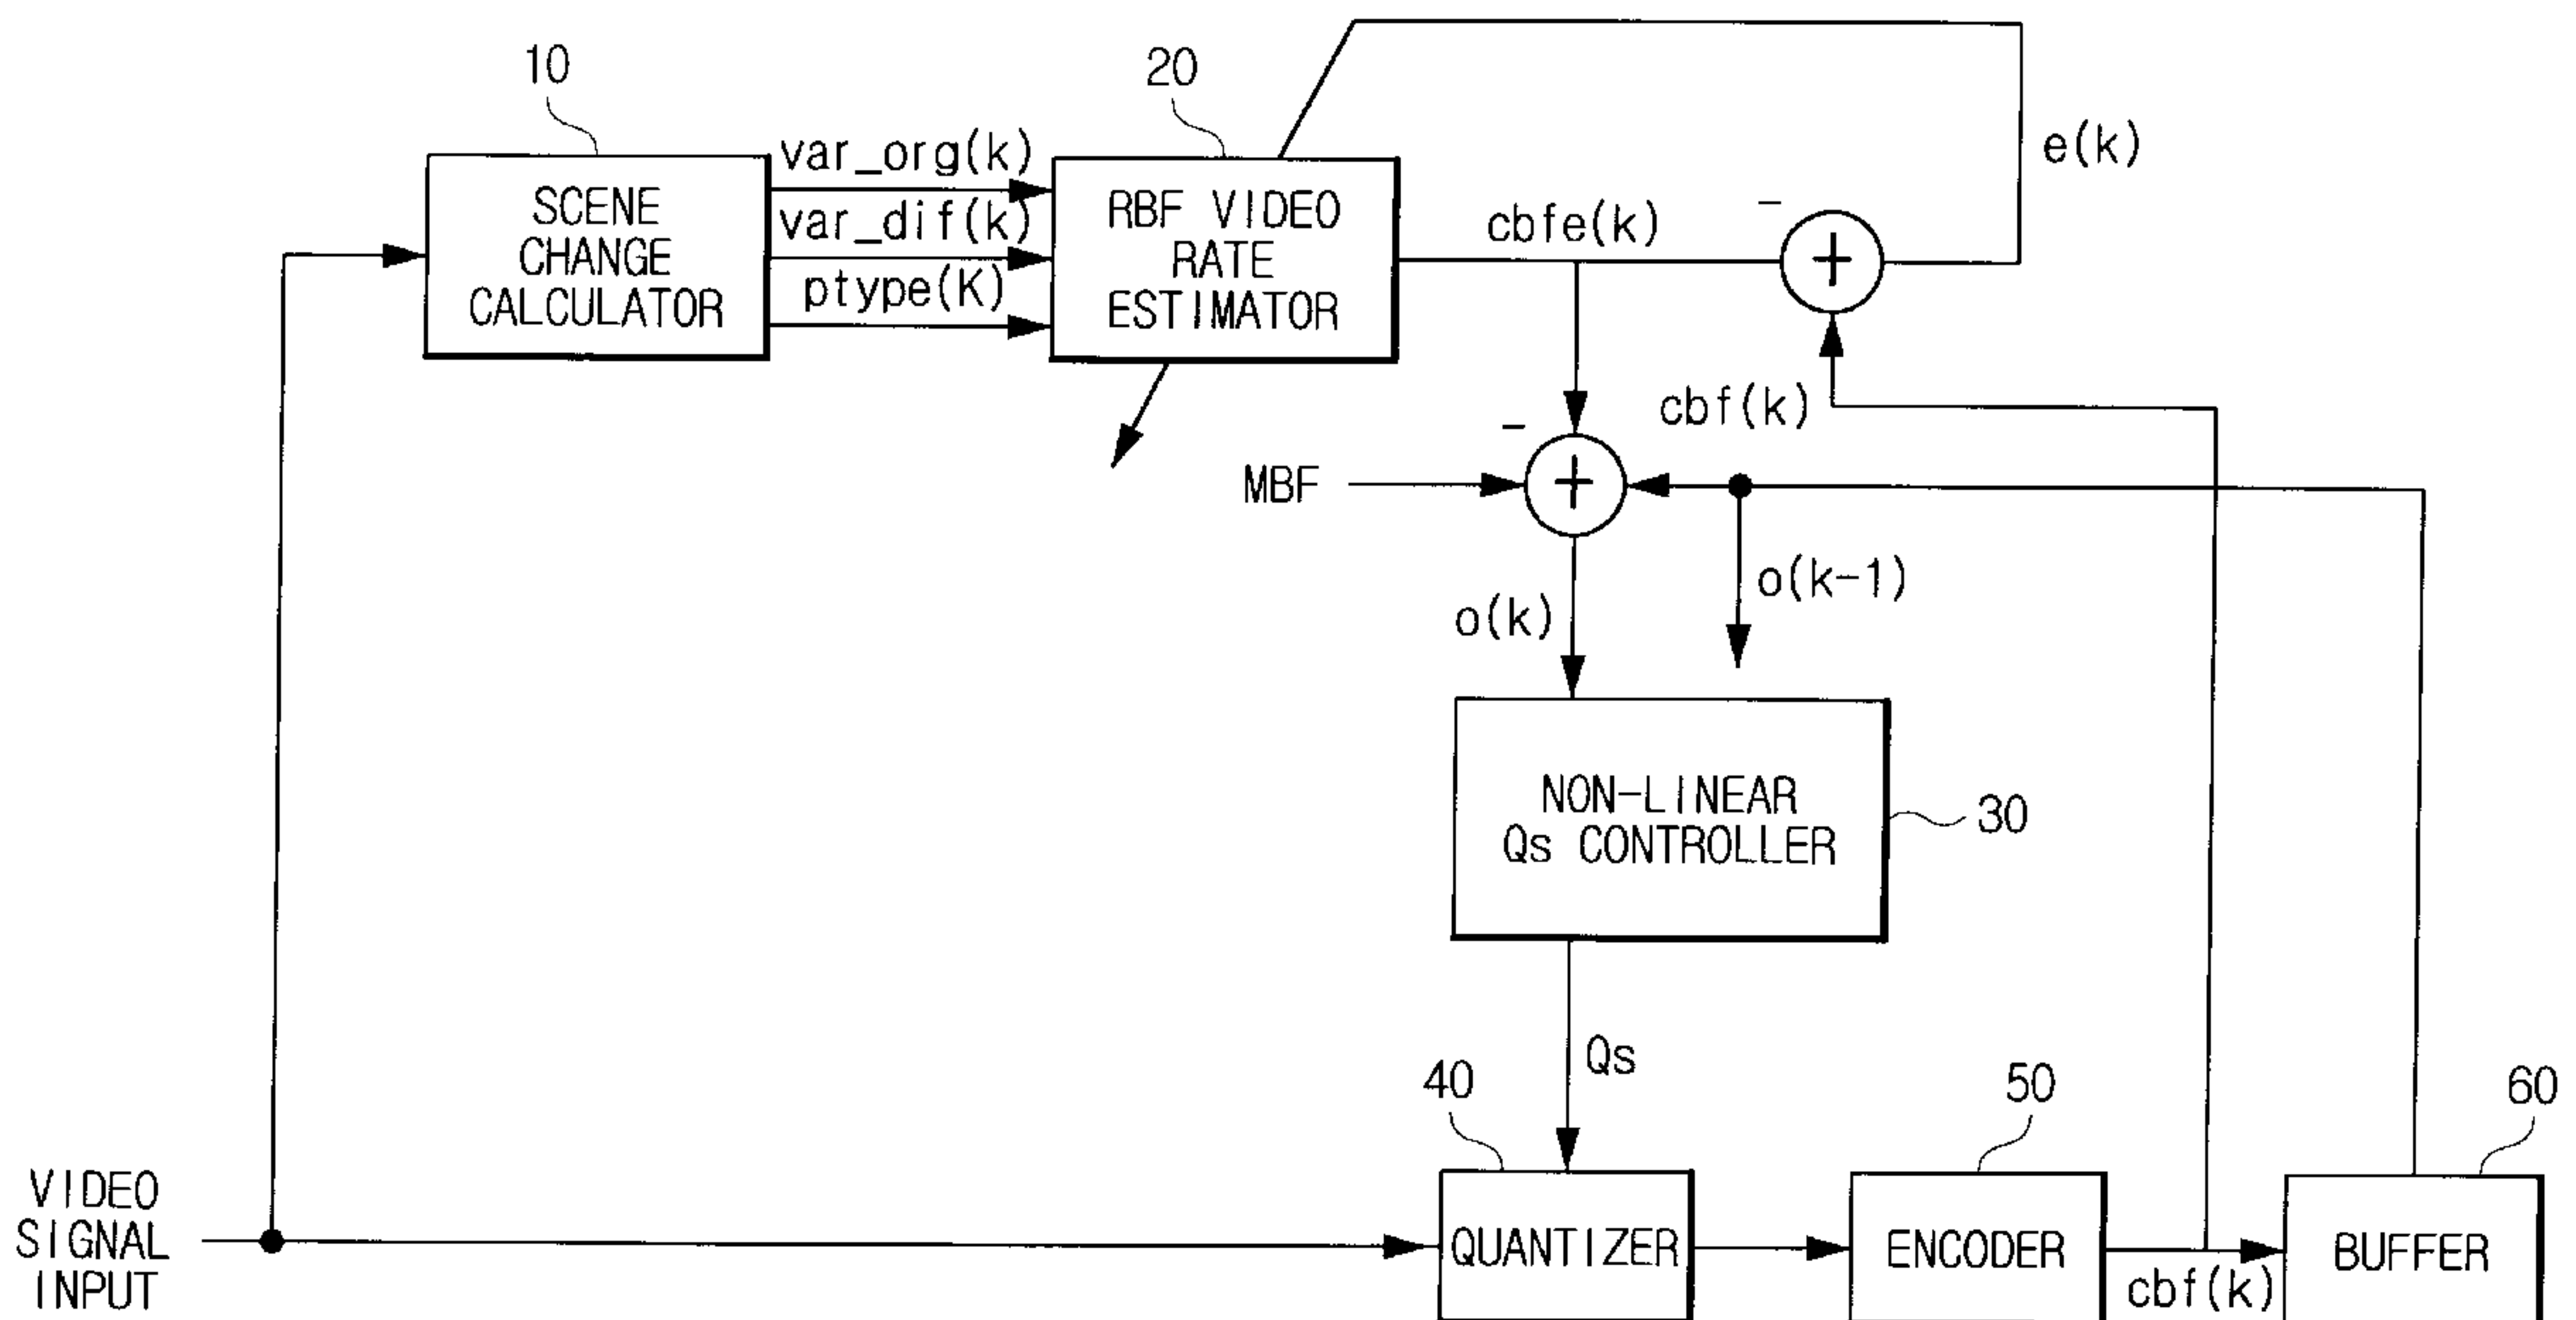 10
20
var_org(k)
e(k)
SCENE
CHANGE
CALCULATOR
var_dif(k)
ptype(K)
RBF VIDEO
RATE
ESTIMATOR
cbfe(k)
-
+
cbf(k)
-
MBF
+
o(k-1)
o(k)
NON-LINEAR
Qs CONTROLLER
30
Qs
40
50
60
VIDEO
SIGNAL
INPUT
QUANTIZER
ENCODER
cbf(k)
BUFFER